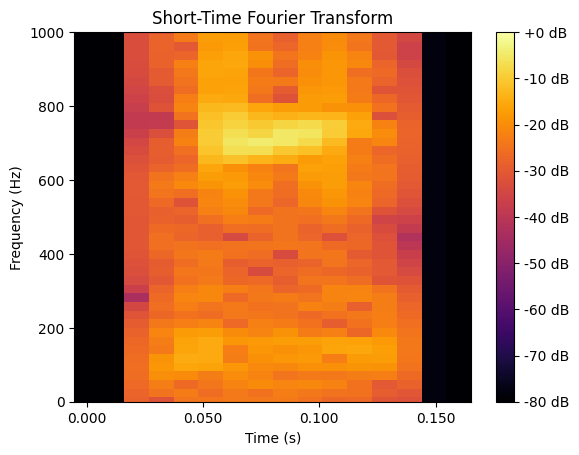 Short-Time Fourier Transform
1000
800
600
400
200
0
Frequency (Hz)
0.000
0.050
0.100
0.150
Time (s)
+0 dB
-10 dB
-20 dB
-30 dB
-40 dB
-50 dB
-60 dB
-70 dB
-80 dB